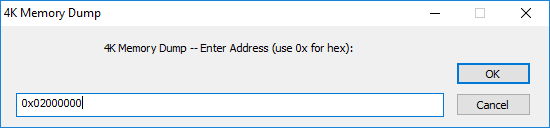 4K Memory Dump
4K Memory Dump -- Enter Address (use 0x for hex):
OK
0x02000000
Cancel